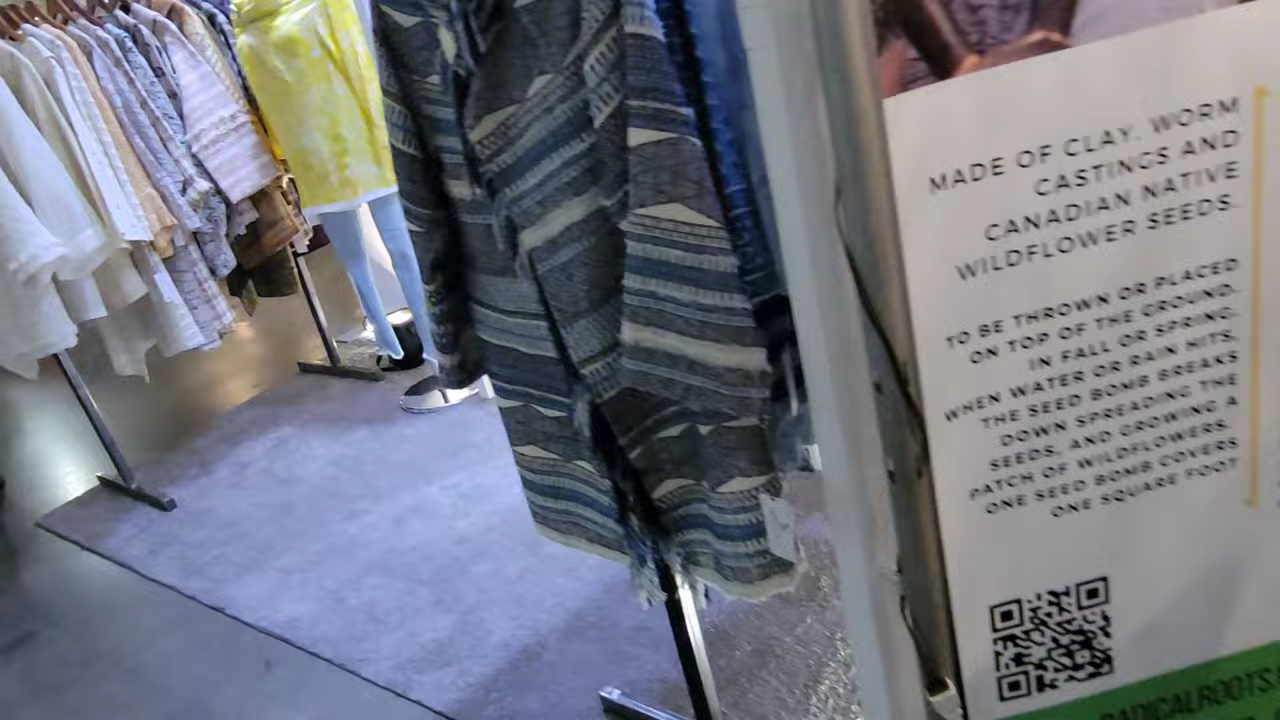 MADE OF CLAY, WORM
CASTINGS AND
CANADIAN NATIVE
WILDFLOWER SEEDS.
TO BE THROWN OR PLACED
ON TOP OF THE GROUND,
IN FALL OR SPRING.
WHEN WATER OR RAIN HITS,
THE SEED BOMB BREAKS
DOWN SPREADING THE
SEEDS, AND GROWING A
PATCH OF WILDFLOWERS.
ONE SEED BOMB COVERS
ONE SQUARE FOOT